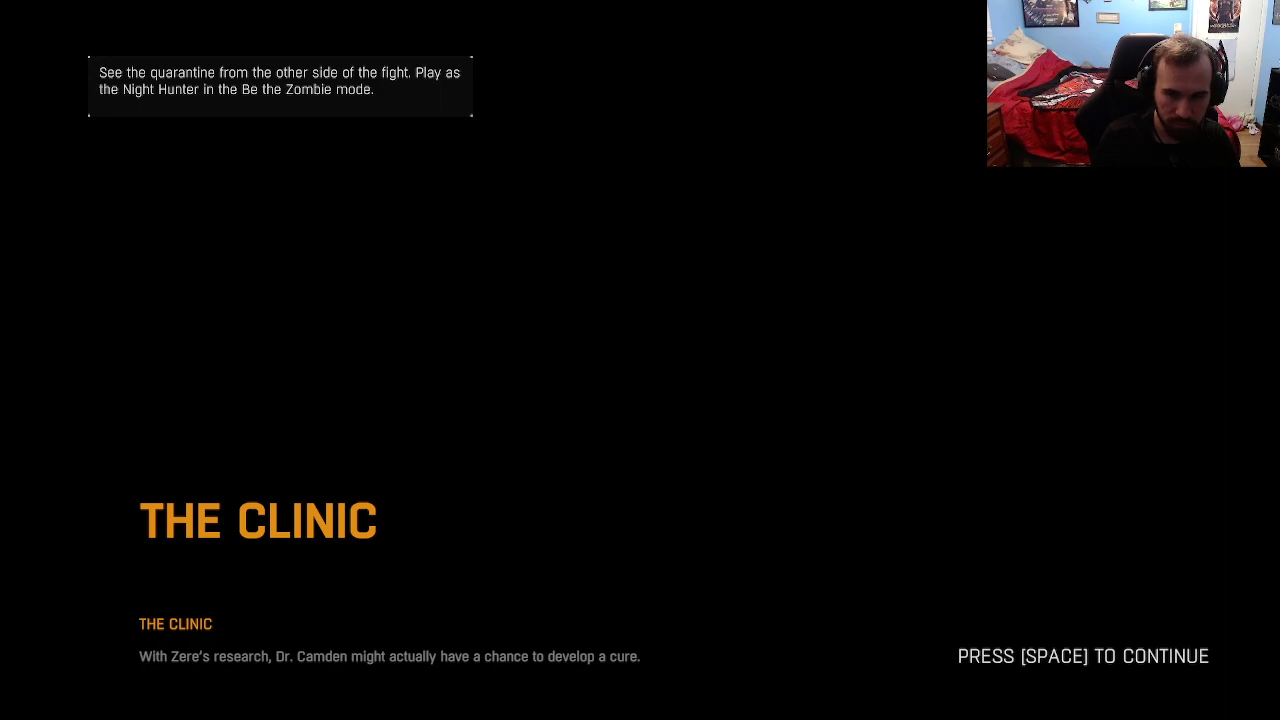 See the quarantine from the other side of the fight. Play as
the Night Hunter in the Be the Zombie mode.
THE CLINIC
THE CLINIC
With Zere's research, Dr. Camden might actually have a chance to develop a cure.
PRESS [SPACE] TO CONTINUE